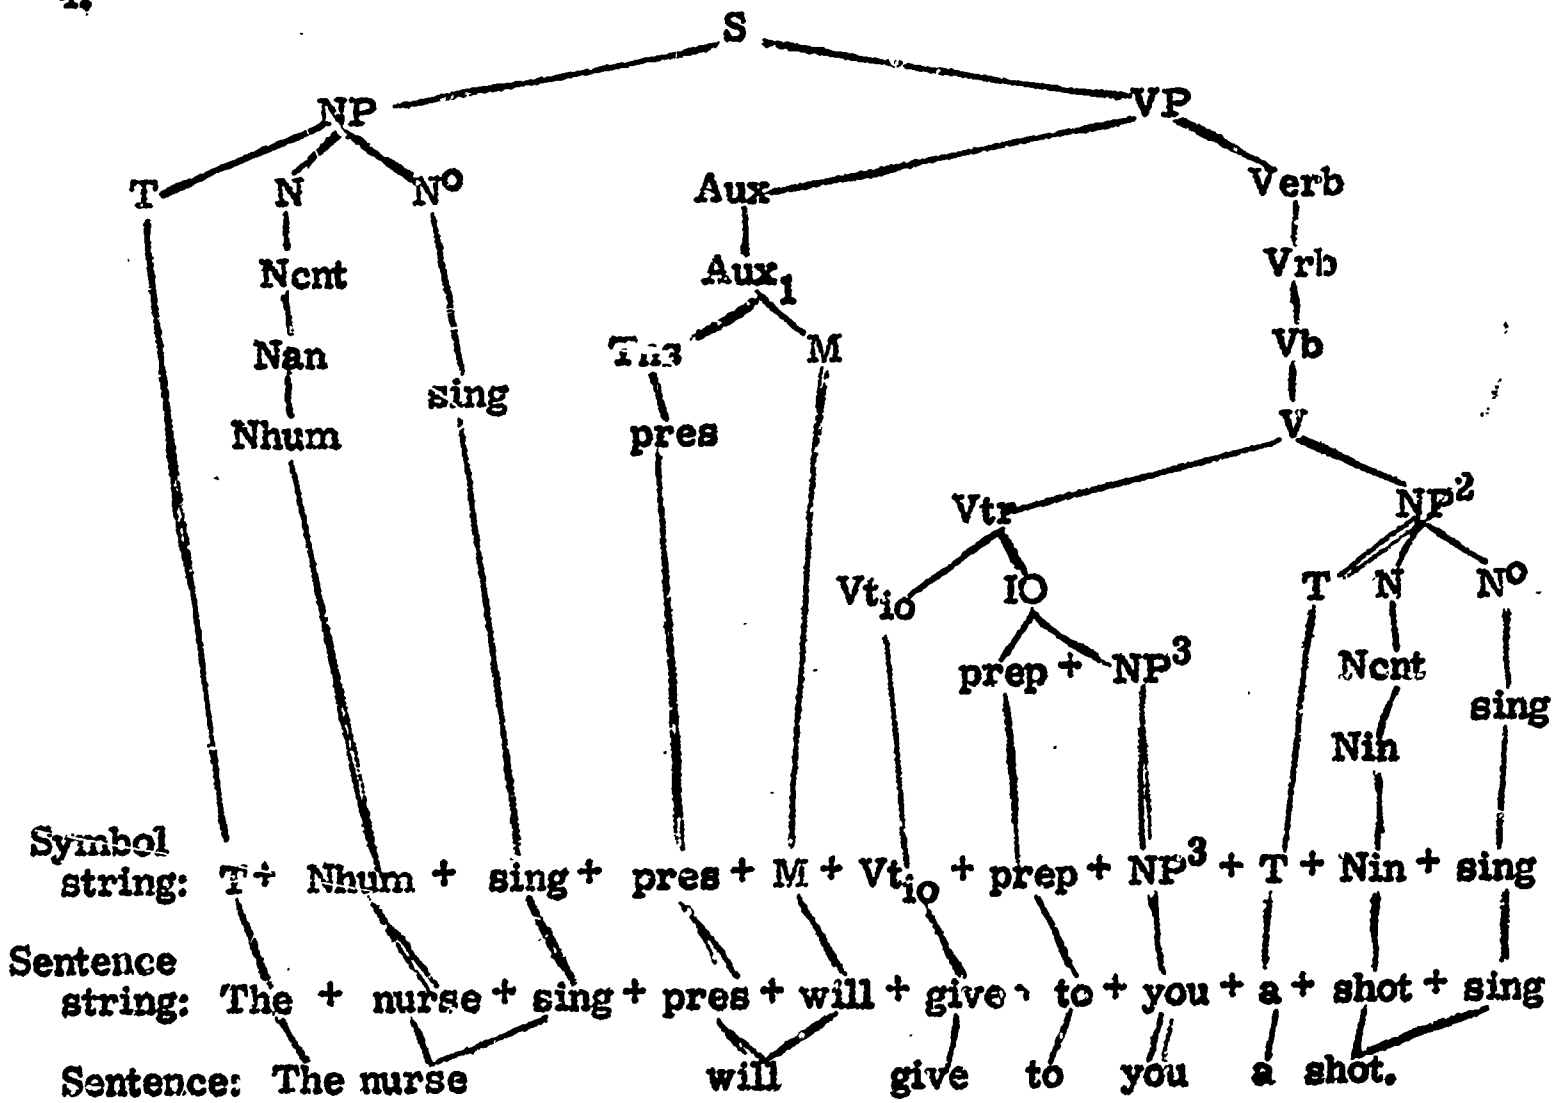 S
NP VP
T N N° Aux Verb
Ncnt Aux₁ Vrb
Nan M Vb
sing
Nhum pres V
Vtr NP²
Vt_io IO T N N°
prep + NP³ Ncnt
sing
Nin
Symbol
string: T + Nhum + sing + pres + M + Vt_io + prep + NP³ + T + Nin + sing
Sentence
string: The + nurse + sing + pres + will + give to + you + a + shot + sing
Sentence: The nurse will give to you a shot.